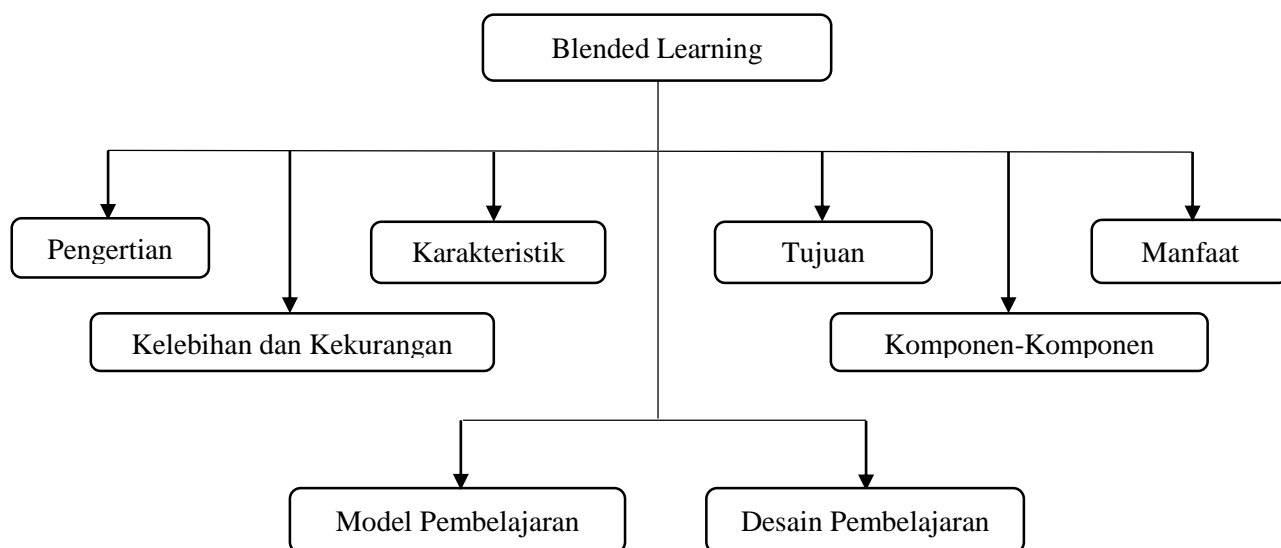 Blended Learning
Pengertian
Karakteristik
Tujuan
Manfaat
Kelebihan dan Kekurangan
Komponen-Komponen
Model Pembelajaran
Desain Pembelajaran